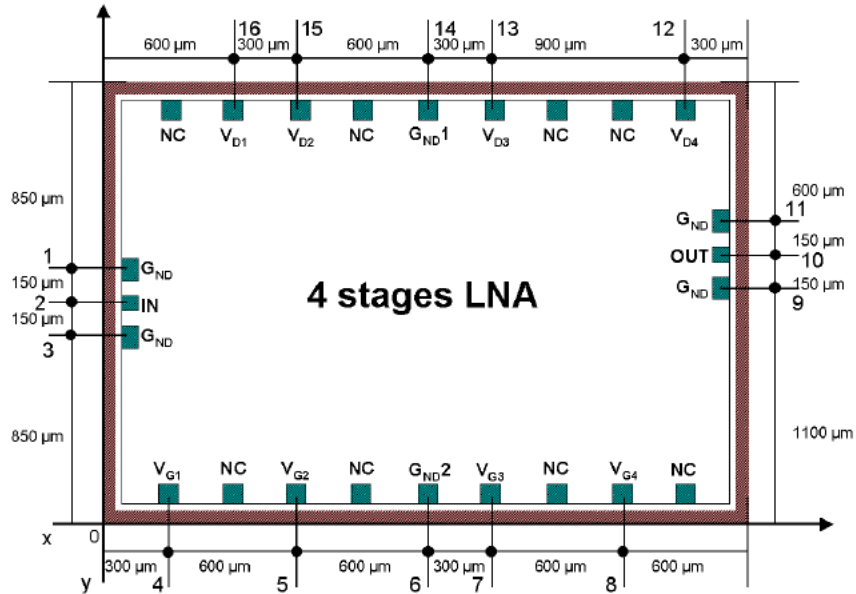 16 15 14 13 12
600 µm 300 µm 600 µm 300 µm 900 µm 300 µm
NC VD1 VD2 NC GND1 VD3 NC NC VD4
850 µm
600 µm
1 GND
GND 11
150 µm
150 µm
2 IN
OUT 10
150 µm
150 µm
3 GND
GND 9
4 stages LNA
850 µm
1100 µm
VG1 NC VG2 NC GND2 VG3 NC VG4 NC
x 0
300 µm 600 µm 600 µm 300 µm 600 µm 600 µm
y 4 5 6 7 8